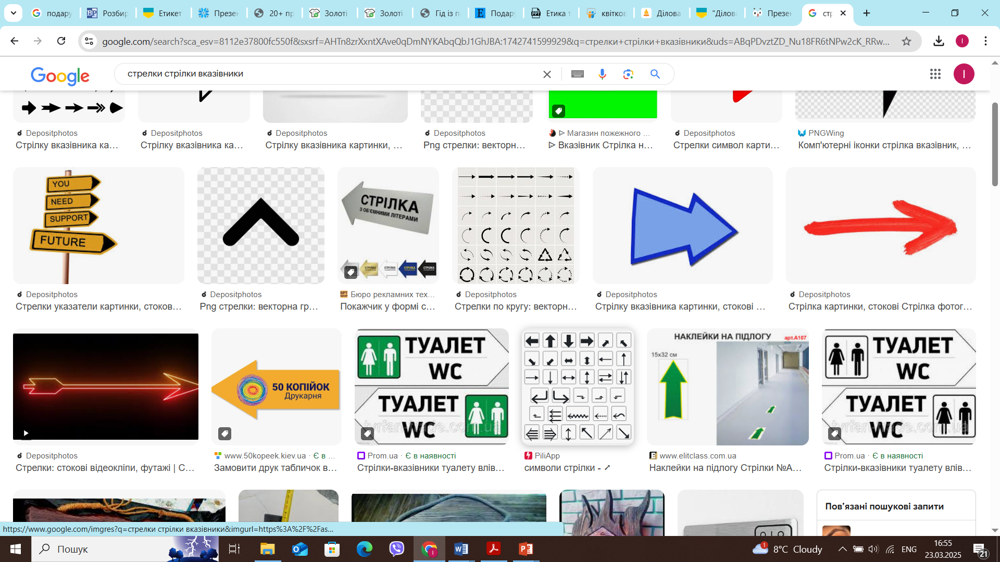 подару
Розбир
Етикет
Презен
20+ пр
Золоті
Золоті
Гід із п
Подару
Етика т
квітков
Ділова
"Ділова
Презен
стр
google.com/search?sca_esv=8112e37800fc550f&sxsrf=AHTn8zrXxntXAve0qDmNYKAbqQbJ1GhJBA:1742741599929&q=стрелки+стрілки+вказівники&uds=ABqPDvztZD_Nu18FR6tNPw2cK_RRw...
Google
стрелки стрілки вказівники
Depositphotos
Стрілку вказівника ка...
Depositphotos
Стрілку вказівника ка...
Depositphotos
Стрілку вказівника картинки, ...
Depositphotos
Png стрелки: векторн...
ᐉ Магазин пожежного ...
ᐉ Вказівник Стрілка н...
Depositphotos
Стрелки символ карти...
PNGWing
Комп'ютерні іконки стрілка вказівник, ...
YOU
NEED
SUPPORT
FUTURE
СТРІЛКА
З ОБ'ЄМНИМИ ЛІТЕРАМИ
Depositphotos
Стрелки указатели картинки, стоков...
Depositphotos
Png стрелки: векторна гр...
Бюро рекламних тех...
Покажчик у формі с...
Depositphotos
Стрелки по кругу: векторн...
Depositphotos
Стрілку вказівника картинки, стокові ...
Depositphotos
Стрілка картинки, стокові Стрілка фотог...
50 КОПІЙОК
Друкарня
ТУАЛЕТ
WC
ТУАЛЕТ
WC
НАКЛЕЙКИ НА ПІДЛОГУ
арт.А107
15х32 см
ТУАЛЕТ
WC
ТУАЛЕТ
WC
Depositphotos
Стрелки: стокові відеокліпи, футажі | С...
www.50kopeek.kiev.ua · Є в ...
Замовити друк табличок в...
Prom.ua · Є в наявності
Стрілки-вказівники туалету влів...
PiliApp
символи стрілки - ➚
www.elitclass.com.ua
Наклейки на підлогу Стрілки №А...
Prom.ua · Є в наявності
Стрілки-вказівники туалету влів...
Пов’язані пошукові запити
https://www.google.com/imgres?q=стрелки стрілки вказівники&imgurl=https%3A%2F%2Fas...
Пошук
1
8°C Cloudy
ENG
16:55
23.03.2025
21